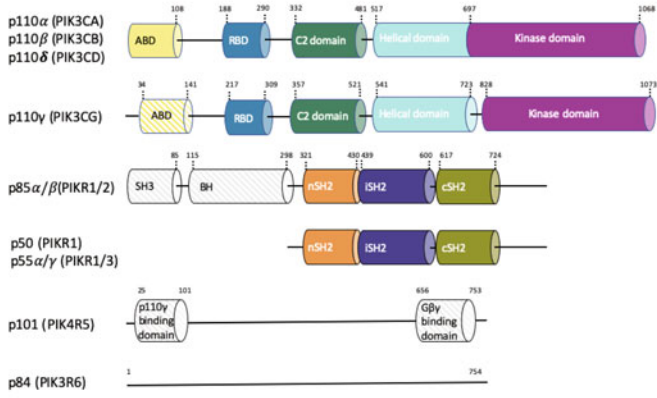 108 188 290 332 481 517 697 1068
p110α (PIK3CA)
p110β (PIK3CB)
p110δ (PIK3CD)
ABD RBD C2 domain Helical domain Kinase domain
34 141 217 309 357 521 541 723 828 1073
p110γ (PIK3CG) ABD RBD C2 domain Helical domain Kinase domain
85 115 298 321 430 439 600 617 724
p85α/β(PIKR1/2) SH3 BH nSH2 iSH2 cSH2
p50 (PIKR1)
p55α/γ (PIKR1/3)
nSH2 iSH2 cSH2
25 101 656 753
p101 (PIK4R5)
p110γ
binding
domain
Gβγ
binding
domain
1 754
p84 (PIK3R6)